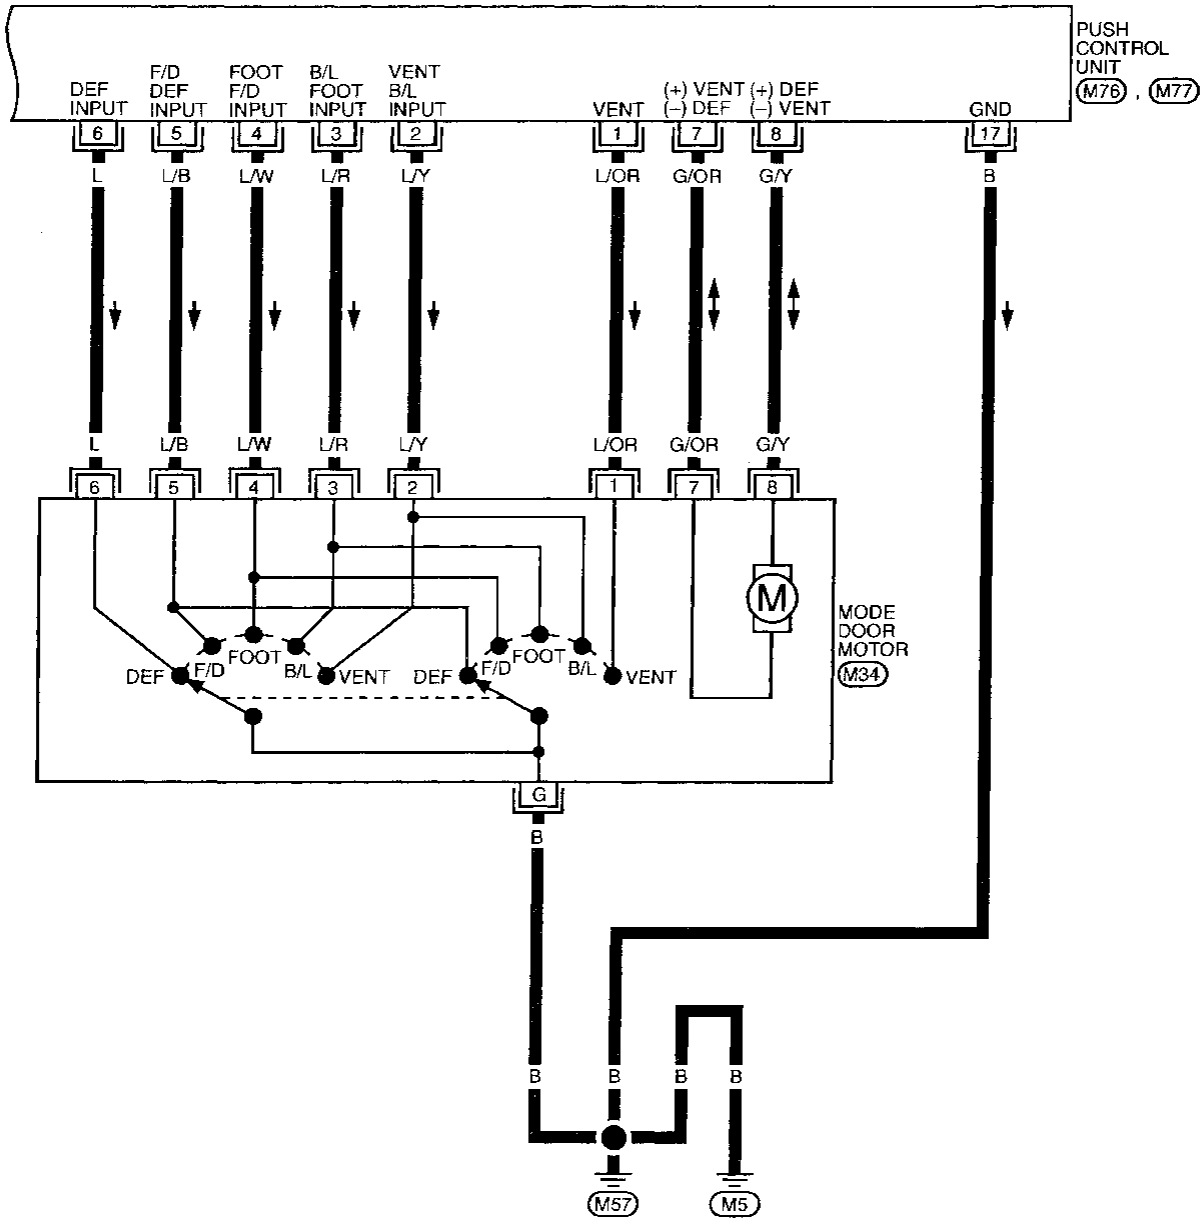 PUSH
CONTROL
UNIT
M76 , M77
DEF
INPUT
F/D
DEF
INPUT
FOOT
F/D
INPUT
B/L
FOOT
INPUT
VENT
B/L
INPUT
VENT
(+) VENT
(−) DEF
(+) DEF
(−) VENT
GND
6 5 4 3 2 1 7 8 17
L L/B L/W L/R L/Y L/OR G/OR G/Y B
L L/B L/W L/R L/Y L/OR G/OR G/Y
6 5 4 3 2 1 7 8
M
MODE
DOOR
MOTOR
M34
DEF F/D FOOT B/L VENT
DEF F/D FOOT B/L VENT
G
B
B B B B
M57 M5